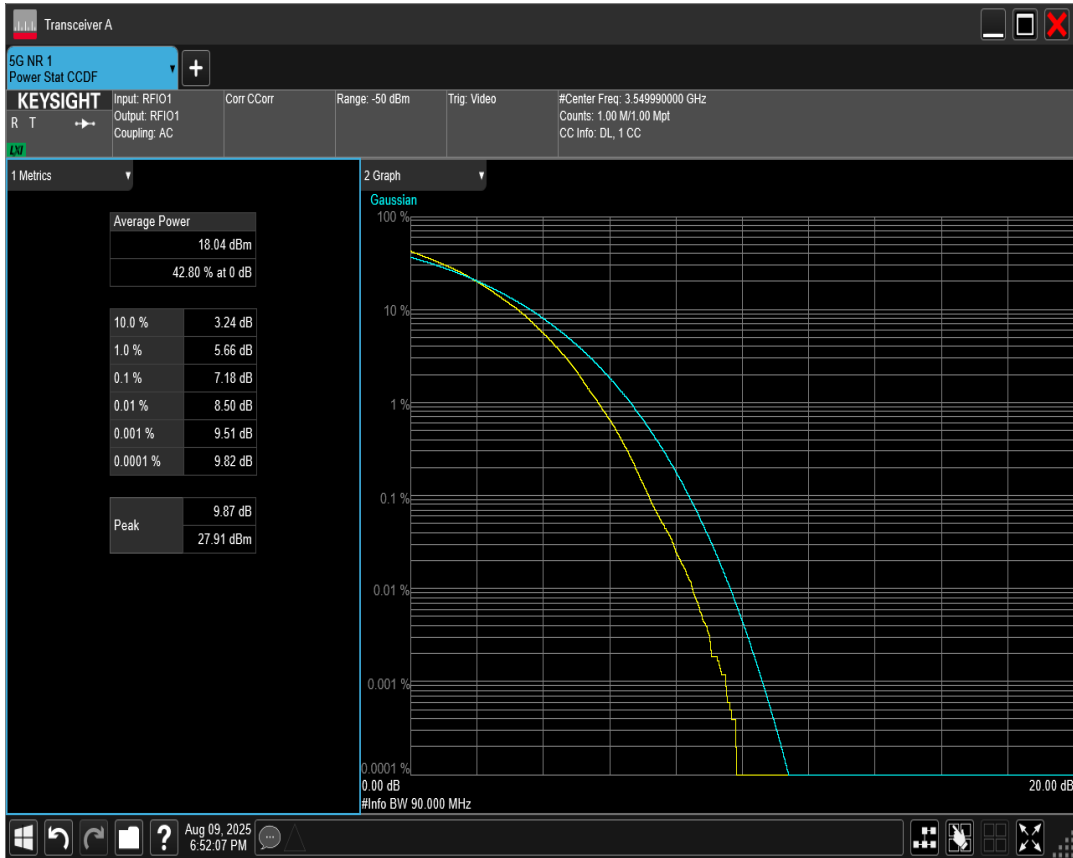 Transceiver A
5G NR 1
Power Stat CCDF
+
KEYSIGHT
R T
LXI
Input: RFIO1
Output: RFIO1
Coupling: AC
Corr CCorr
Range: -50 dBm
Trig: Video
#Center Freq: 3.549990000 GHz
Counts: 1.00 M/1.00 Mpt
CC Info: DL, 1 CC
1 Metrics
Average Power
18.04 dBm
42.80 % at 0 dB
10.0 % 3.24 dB
1.0 % 5.66 dB
0.1 % 7.18 dB
0.01 % 8.50 dB
0.001 % 9.51 dB
0.0001 % 9.82 dB
Peak
9.87 dB
27.91 dBm
2 Graph
Gaussian
100 %
10 %
1 %
0.1 %
0.01 %
0.001 %
0.0001 %
0.00 dB 20.00 dB
#Info BW 90.000 MHz
?
Aug 09, 2025
6:52:07 PM